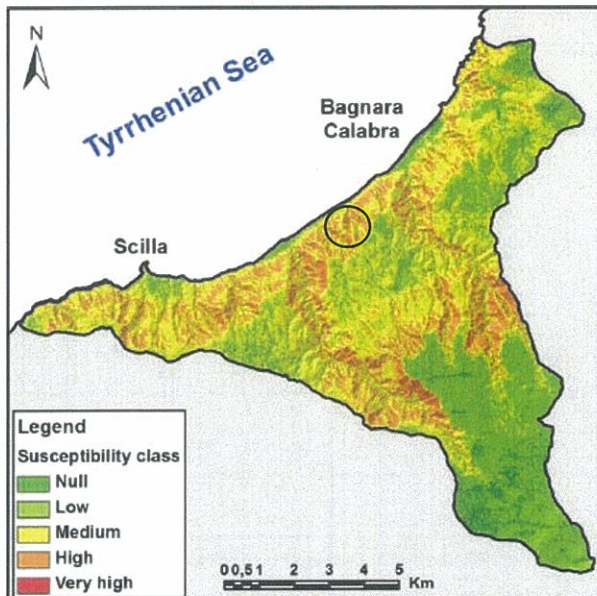 N
Tyrrhenian Sea
Bagnara
Calabra
Scilla
Legend
Susceptibility class
Null
Low
Medium
High
Very high
0 0,5 1 2 3 4 5
Km